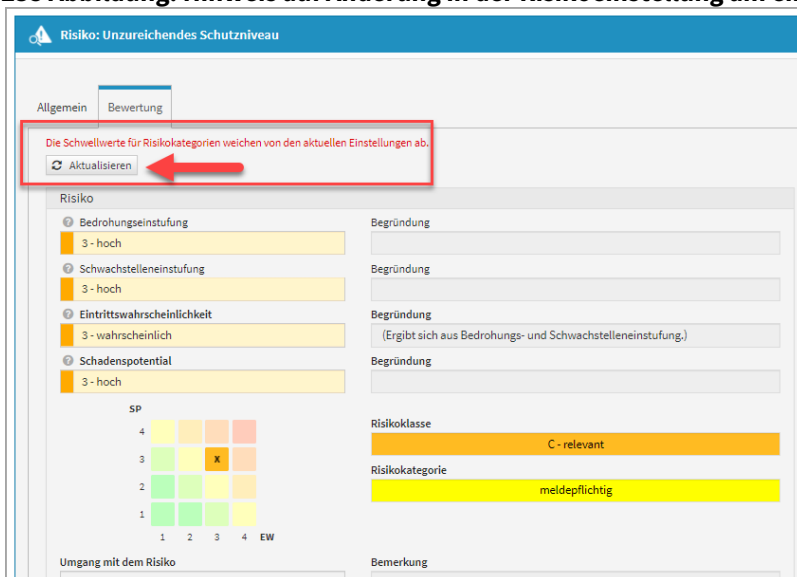 Risiko: Unzureichendes Schutzniveau
Allgemein Bewertung
Die Schwellwerte für Risikokategorien weichen von den aktuellen Einstellungen ab.
Aktualisieren
Risiko
Bedrohungseinstufung Begründung
3 - hoch
Schwachstelleneinstufung Begründung
3 - hoch
Eintrittswahrscheinlichkeit Begründung
3 - wahrscheinlich (Ergibt sich aus Bedrohungs- und Schwachstelleneinstufung.)
Schadenspotential Begründung
3 - hoch
SP
4
3 X
2
1
1 2 3 4 EW
Risikoklasse
C - relevant
Risikokategorie
meldepflichtig
Umgang mit dem Risiko Bemerkung